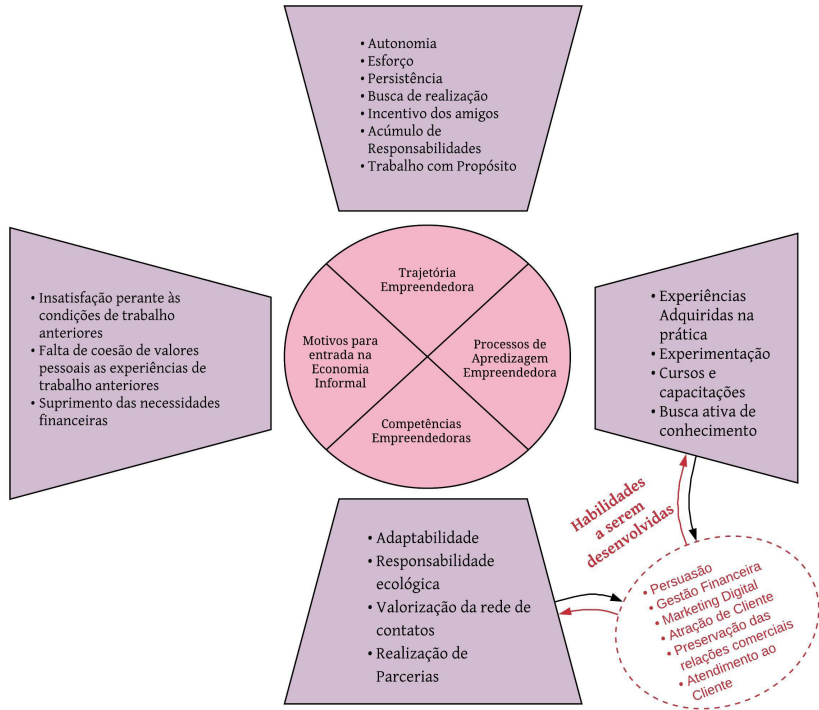 • Autonomia
• Esforço
• Persistência
• Busca de realização
• Incentivo dos amigos
• Acúmulo de
Responsabilidades
• Trabalho com Propósito
• Insatisfação perante às
condições de trabalho
anteriores
• Falta de coesão de valores
pessoais as experiências de
trabalho anteriores
• Suprimento das necessidades
financeiras
Trajetória
Empreendedora
Motivos para
entrada na
Economia
Informal
Processos de
Apredizagem
Empreendedora
Competências
Empreendedoras
• Experiências
Adquiridas na
prática
• Experimentação
• Cursos e
capacitações
• Busca ativa de
conhecimento
• Adaptabilidade
• Responsabilidade
ecológica
• Valorização da rede de
contatos
• Realização de
Parcerias
Habilidades
a serem
desenvolvidas
• Persuasão
• Gestão Financeira
• Marketing Digital
• Atração de Cliente
• Preservação das
relações comerciais
• Atendimento ao
Cliente